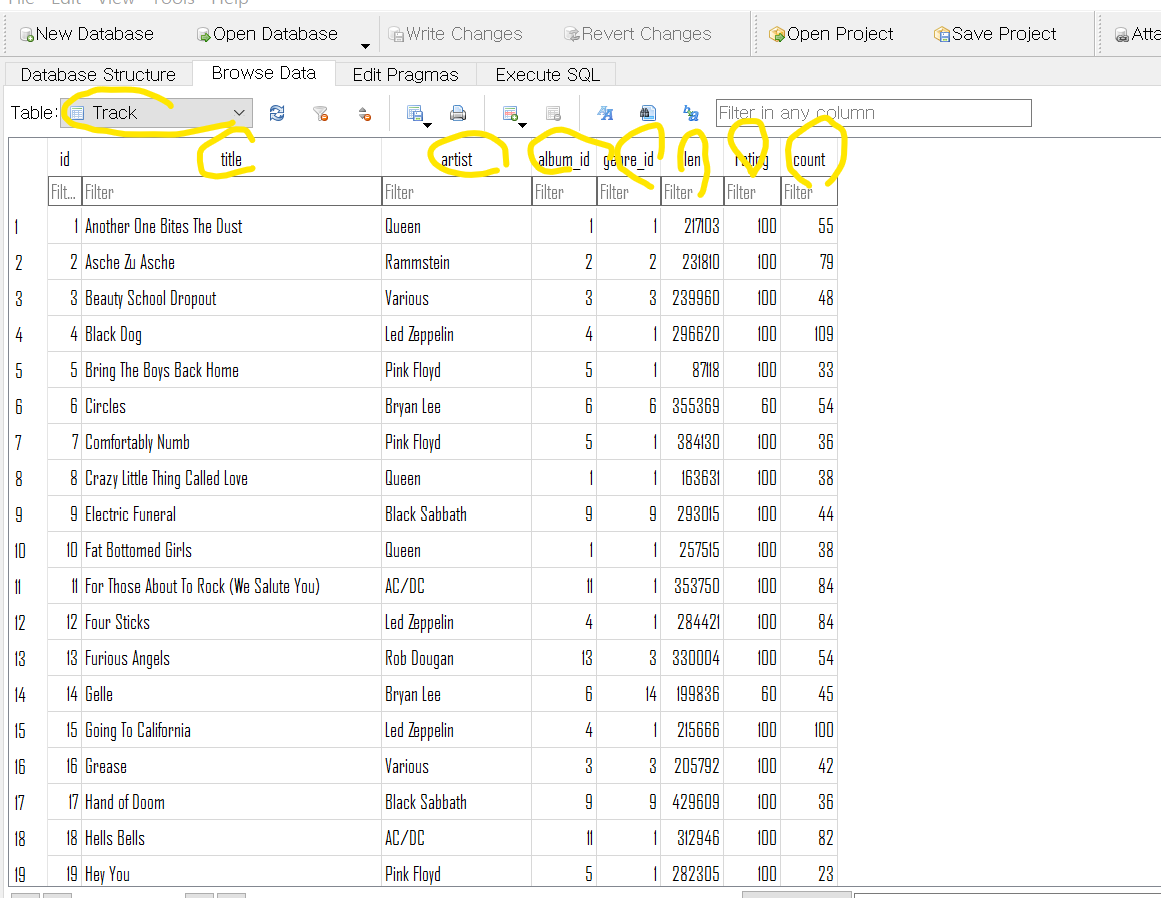 File Edit View Tools Help
New Database Open Database Write Changes Revert Changes Open Project Save Project Atta
Database Structure Browse Data Edit Pragmas Execute SQL
Table: Track Filter in any column
id title artist album_id genre_id len rating count
Filt... Filter Filter Filter Filter Filter Filter Filter
1 1 Another One Bites The Dust Queen 1 1 217103 100 55
2 2 Asche Zu Asche Rammstein 2 2 231810 100 79
3 3 Beauty School Dropout Various 3 3 239960 100 48
4 4 Black Dog Led Zeppelin 4 1 296620 100 109
5 5 Bring The Boys Back Home Pink Floyd 5 1 87118 100 33
6 6 Circles Bryan Lee 6 6 355369 60 54
7 7 Comfortably Numb Pink Floyd 5 1 384130 100 36
8 8 Crazy Little Thing Called Love Queen 1 1 163631 100 38
9 9 Electric Funeral Black Sabbath 9 9 293015 100 44
10 10 Fat Bottomed Girls Queen 1 1 257515 100 38
11 11 For Those About To Rock (We Salute You) AC/DC 11 1 353750 100 84
12 12 Four Sticks Led Zeppelin 4 1 284421 100 84
13 13 Furious Angels Rob Dougan 13 3 330004 100 54
14 14 Gelle Bryan Lee 6 14 199836 60 45
15 15 Going To California Led Zeppelin 4 1 215666 100 100
16 16 Grease Various 3 3 205792 100 42
17 17 Hand of Doom Black Sabbath 9 9 429609 100 36
18 18 Hells Bells AC/DC 11 1 312946 100 82
19 19 Hey You Pink Floyd 5 1 282305 100 23